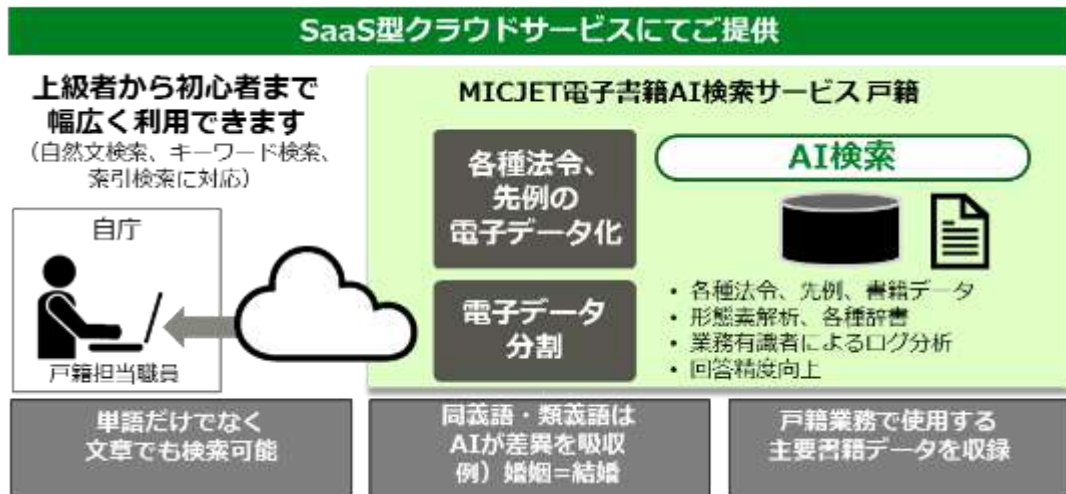 SaaS型クラウドサービスにてご提供
上級者から初心者まで
幅広く利用できます
（自然文検索、キーワード検索、
索引検索に対応）
自庁
戸籍担当職員
MICJET電子書籍AI検索サービス 戸籍
各種法令、
先例の
電子データ化
電子データ
分割
AI検索
• 各種法令、先例、書籍データ
• 形態素解析、各種辞書
• 業務有識者によるログ分析
• 回答精度向上
単語だけでなく
文章でも検索可能
同義語・類義語は
AIが差異を吸収
例）婚姻＝結婚
戸籍業務で使用する
主要書籍データを収録